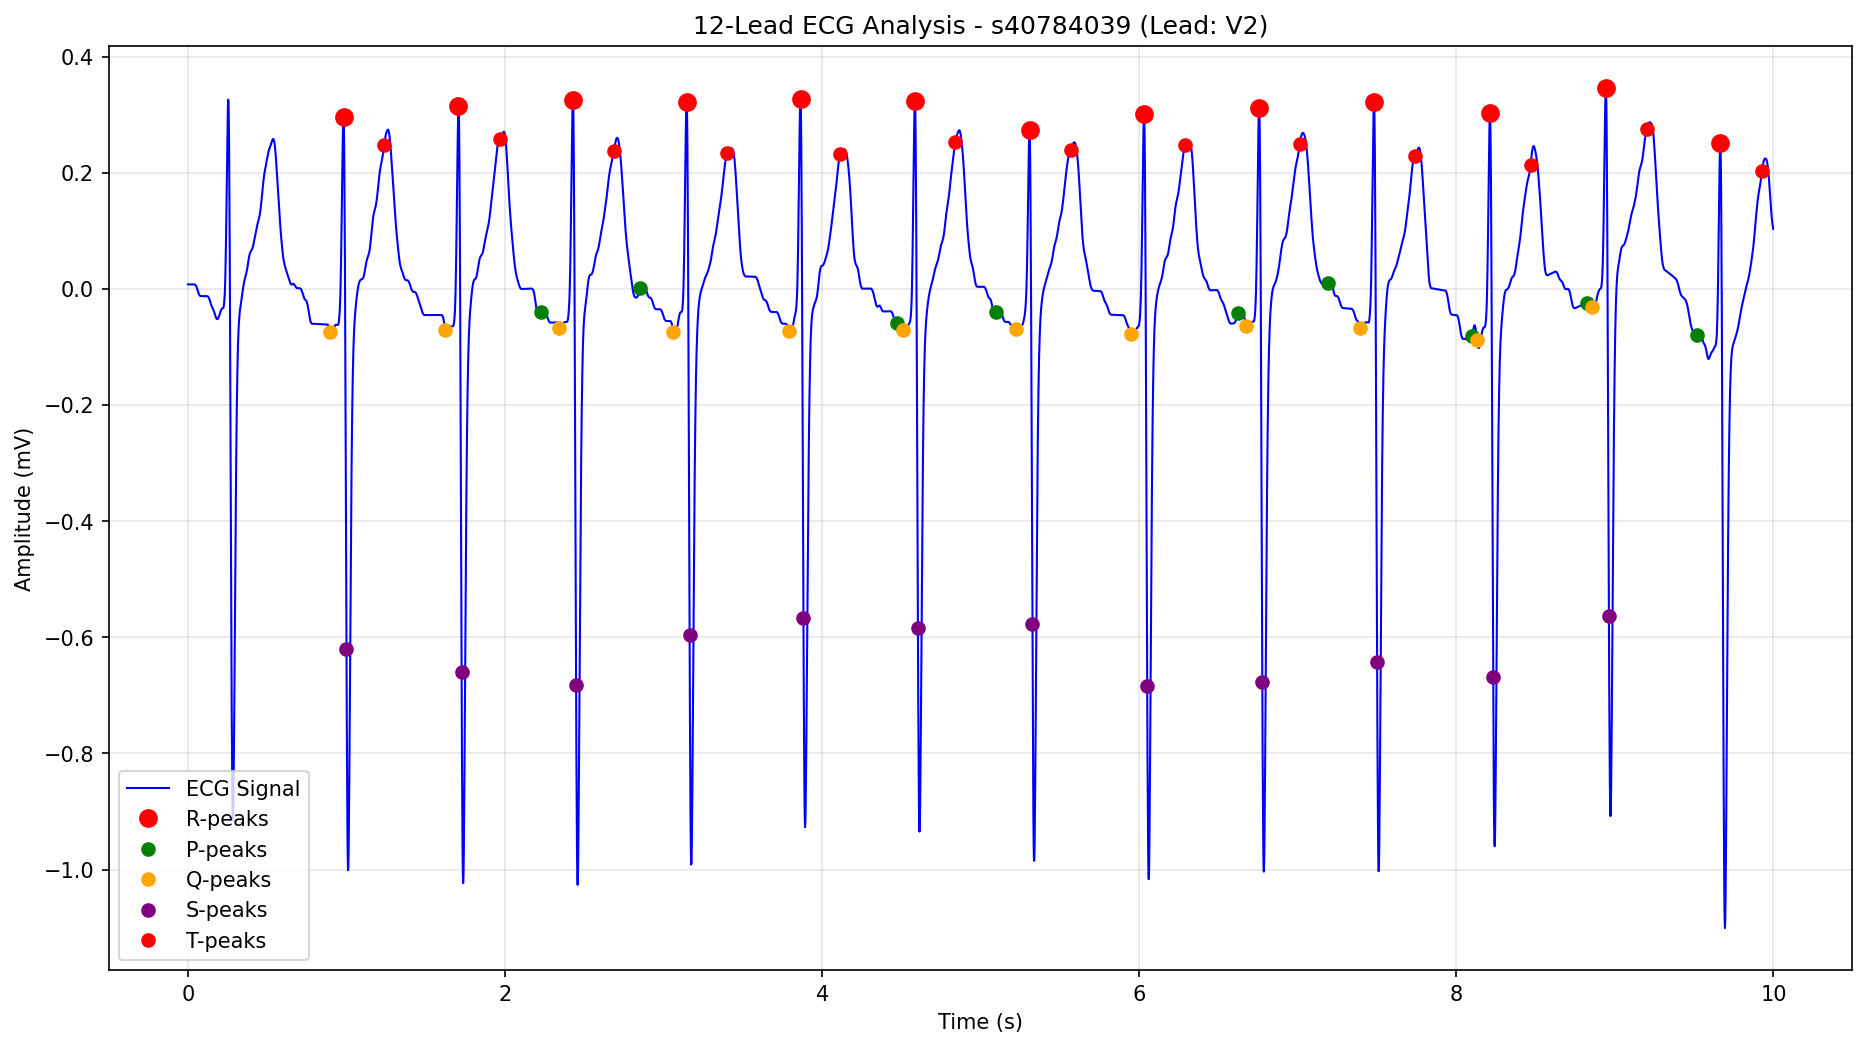 12-Lead ECG Analysis - s40784039 (Lead: V2)
0.4
0.2
0.0
−0.2
−0.4
−0.6
−0.8
−1.0
Amplitude (mV)
ECG Signal
R-peaks
P-peaks
Q-peaks
S-peaks
T-peaks
0 2 4 6 8 10
Time (s)